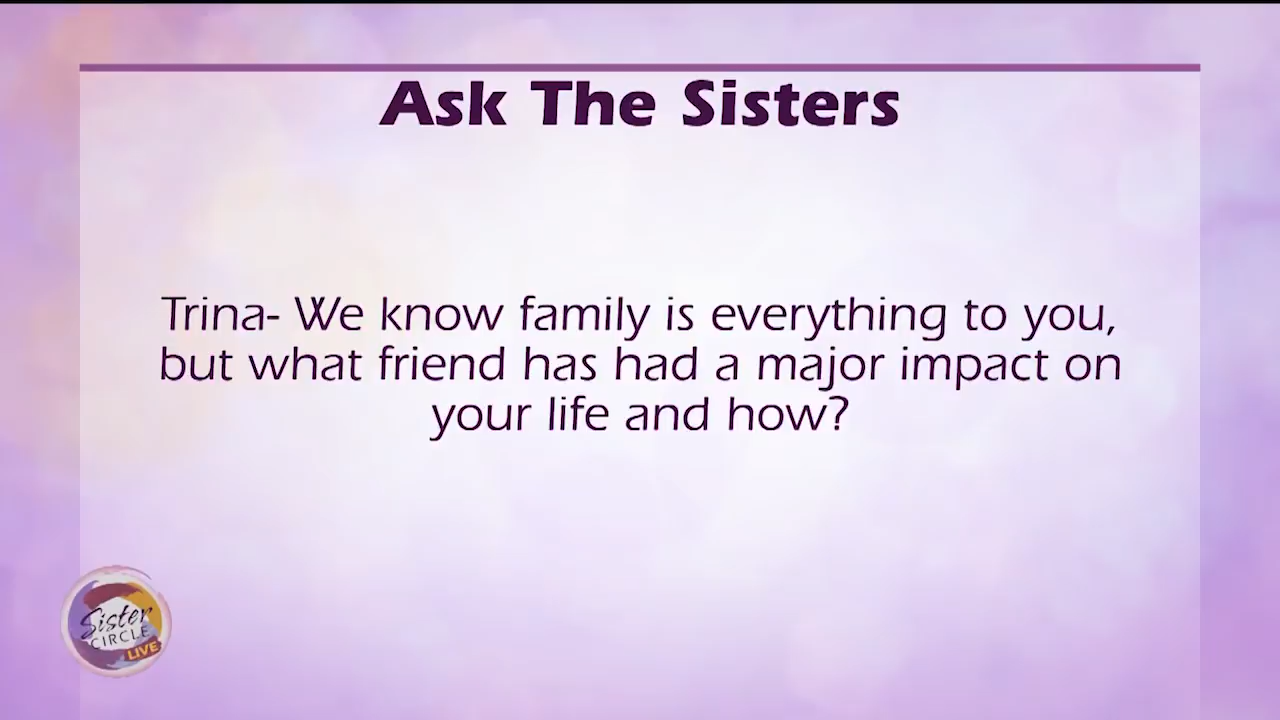 Ask The Sisters
Trina- We know family is everything to you,
but what friend has had a major impact on
your life and how?
Sister
CIRCLE
LIVE